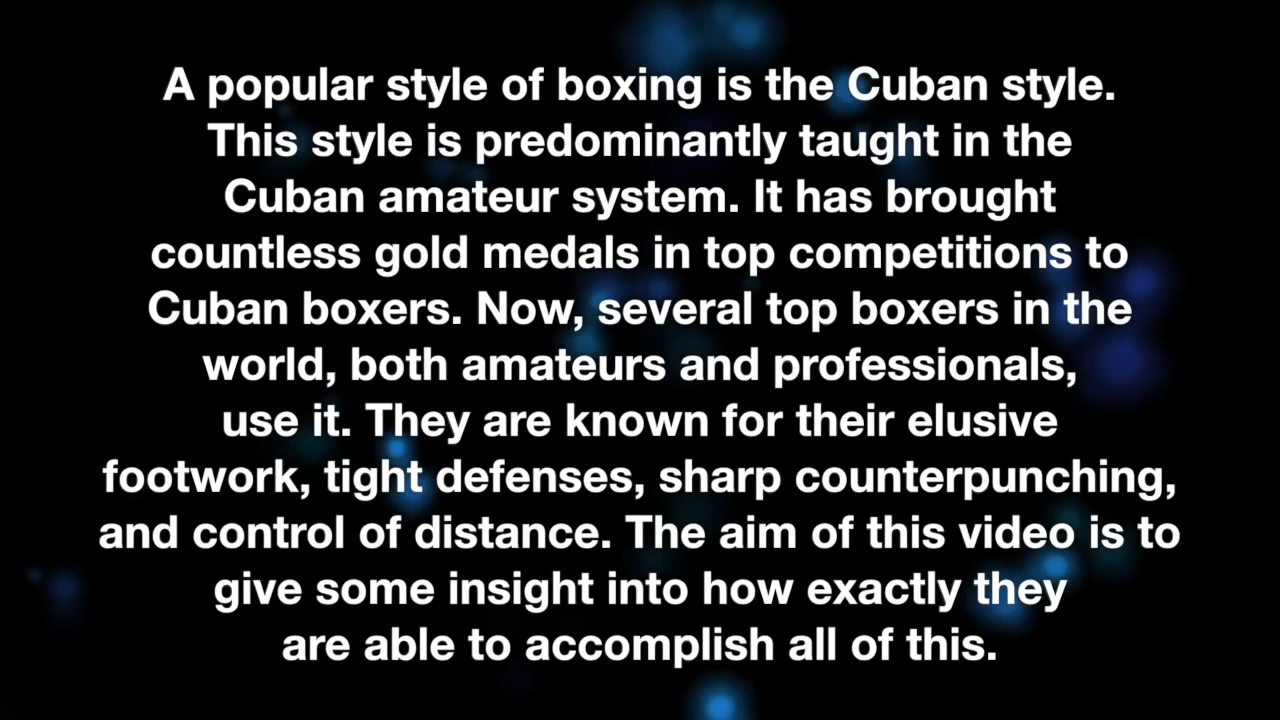 A popular style of boxing is the Cuban style.
This style is predominantly taught in the
Cuban amateur system. It has brought
countless gold medals in top competitions to
Cuban boxers. Now, several top boxers in the
world, both amateurs and professionals,
use it. They are known for their elusive
footwork, tight defenses, sharp counterpunching,
and control of distance. The aim of this video is to
give some insight into how exactly they
are able to accomplish all of this.